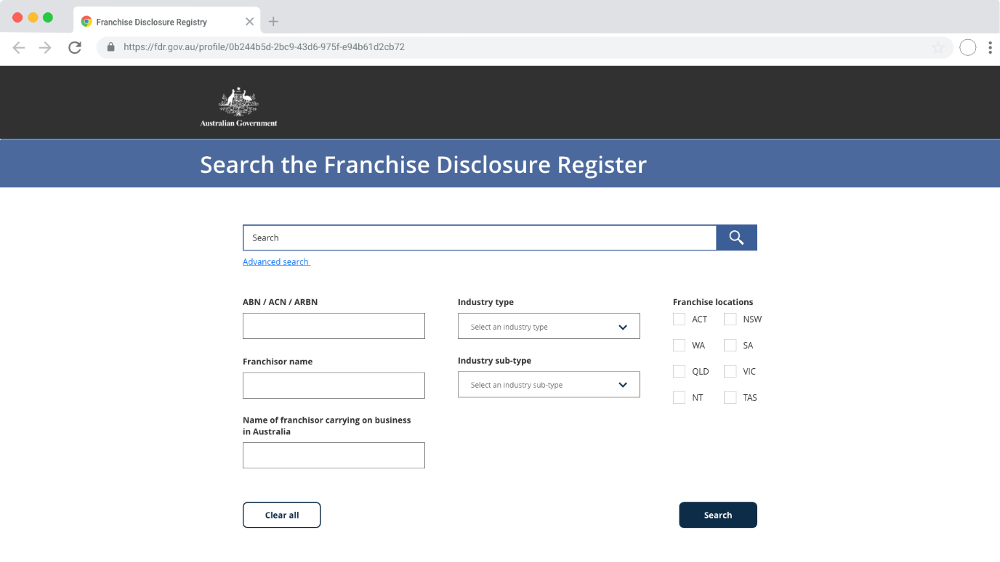 Franchise Disclosure Registry
https://fdr.gov.au/profile/0b244b5d-2bc9-43d6-975f-e94b61d2cb72
Australian Government
Search the Franchise Disclosure Register
Search
Advanced search
ABN / ACN / ARBN
Industry type
Franchise locations
Select an industry type
ACT
NSW
WA
SA
Franchisor name
Industry sub-type
Select an industry sub-type
QLD
VIC
NT
TAS
Name of franchisor carrying on business
in Australia
Clear all
Search